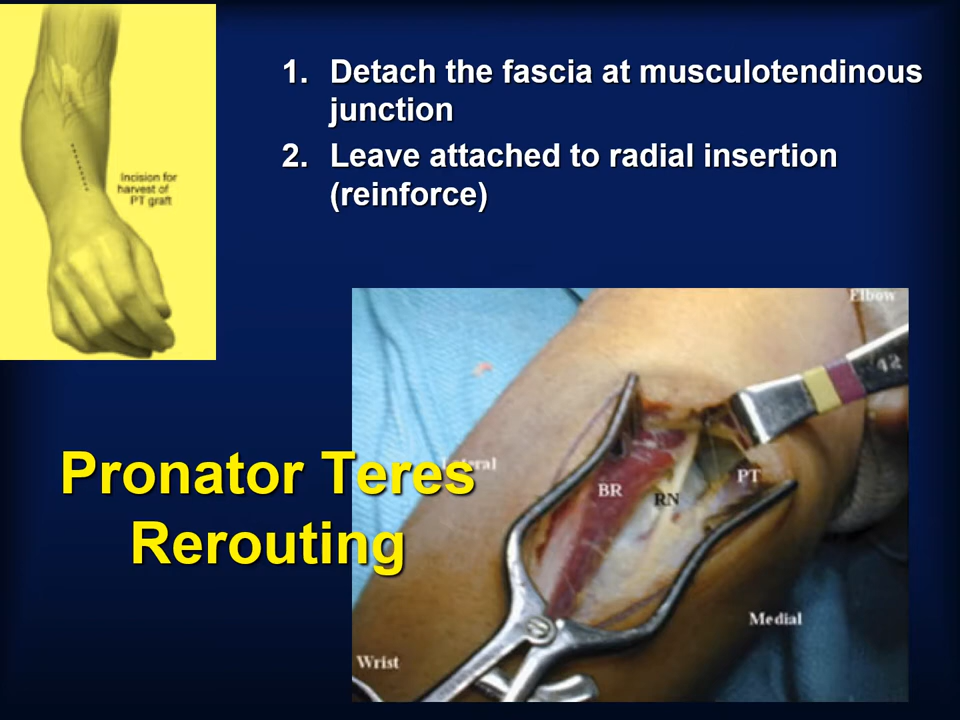 1. Detach the fascia at musculotendinous
junction
2. Leave attached to radial insertion
(reinforce)
Incision for
harvest of
PT graft
Elbow
42
Pronator Teres
Rerouting
Lateral
BR
RN
PT
Medial
Wrist